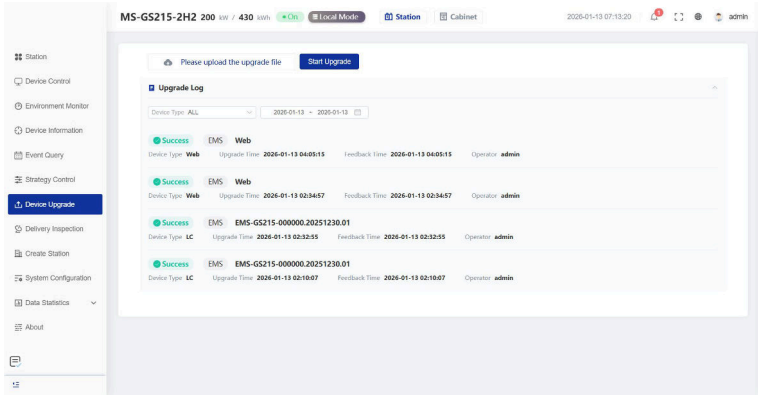 MS-GS215-2H2 200 kW / 430 kWh On Local Mode Station Cabinet 2026-01-13 07:13:20 1 admin
Station
Device Control
Environment Monitor
Device Information
Event Query
Strategy Control
Device Upgrade
Delivery Inspection
Create Station
System Configuration
Data Statistics
About
Please upload the upgrade file Start Upgrade
Upgrade Log
Device Type ALL 2026-01-13 ~ 2026-01-13
Success EMS Web
Device Type Web Upgrade Time 2026-01-13 04:05:15 Feedback Time 2026-01-13 04:05:15 Operator admin
Success EMS Web
Device Type Web Upgrade Time 2026-01-13 02:34:57 Feedback Time 2026-01-13 02:34:57 Operator admin
Success EMS EMS-GS215-000000.20251230.01
Device Type LC Upgrade Time 2026-01-13 02:32:55 Feedback Time 2026-01-13 02:32:55 Operator admin
Success EMS EMS-GS215-000000.20251230.01
Device Type LC Upgrade Time 2026-01-13 02:10:07 Feedback Time 2026-01-13 02:10:07 Operator admin